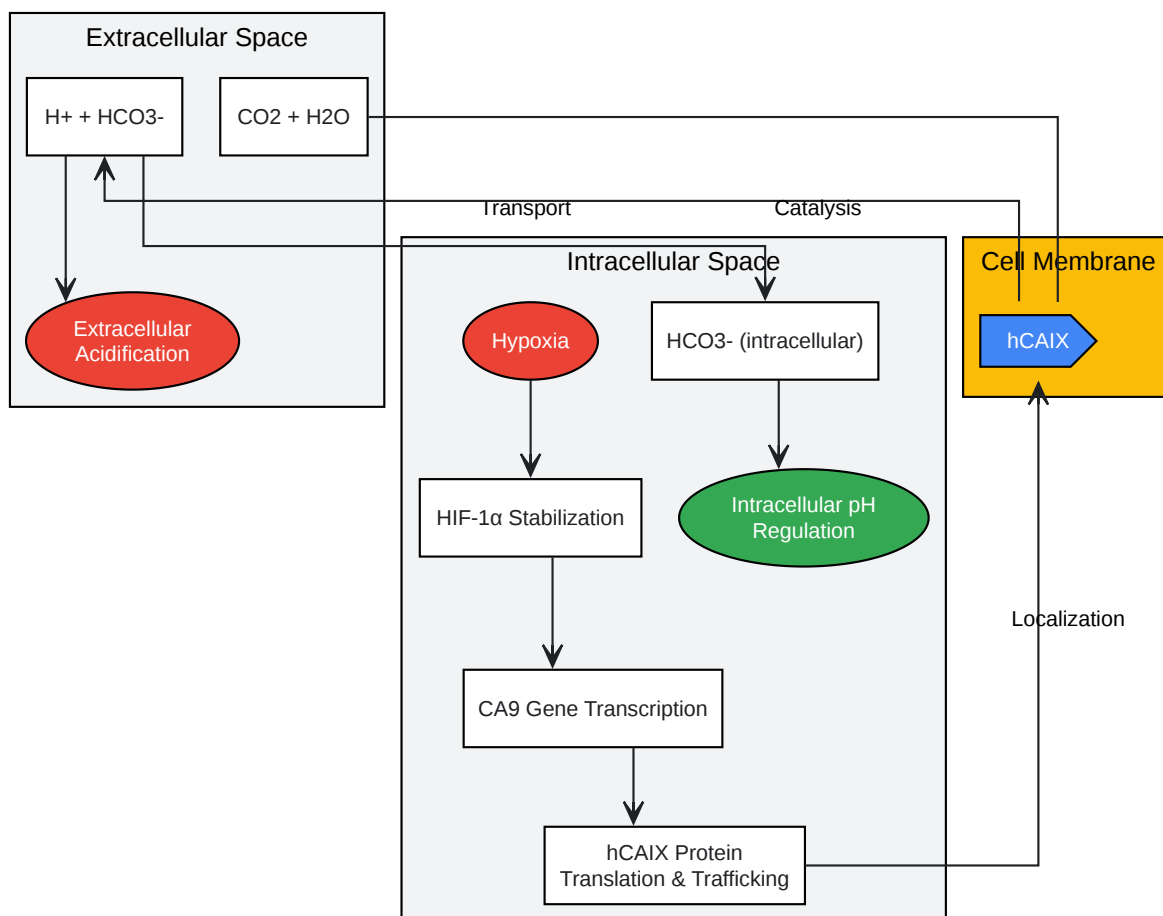 Extracellular Space
H+ + HCO3-
CO2 + H2O
Transport
Catalysis
Intracellular Space
Cell Membrane
Extracellular
Acidification
Hypoxia
HCO3- (intracellular)
hCAIX
HIF-1α Stabilization
Intracellular pH
Regulation
Localization
CA9 Gene Transcription
hCAIX Protein
Translation & Trafficking